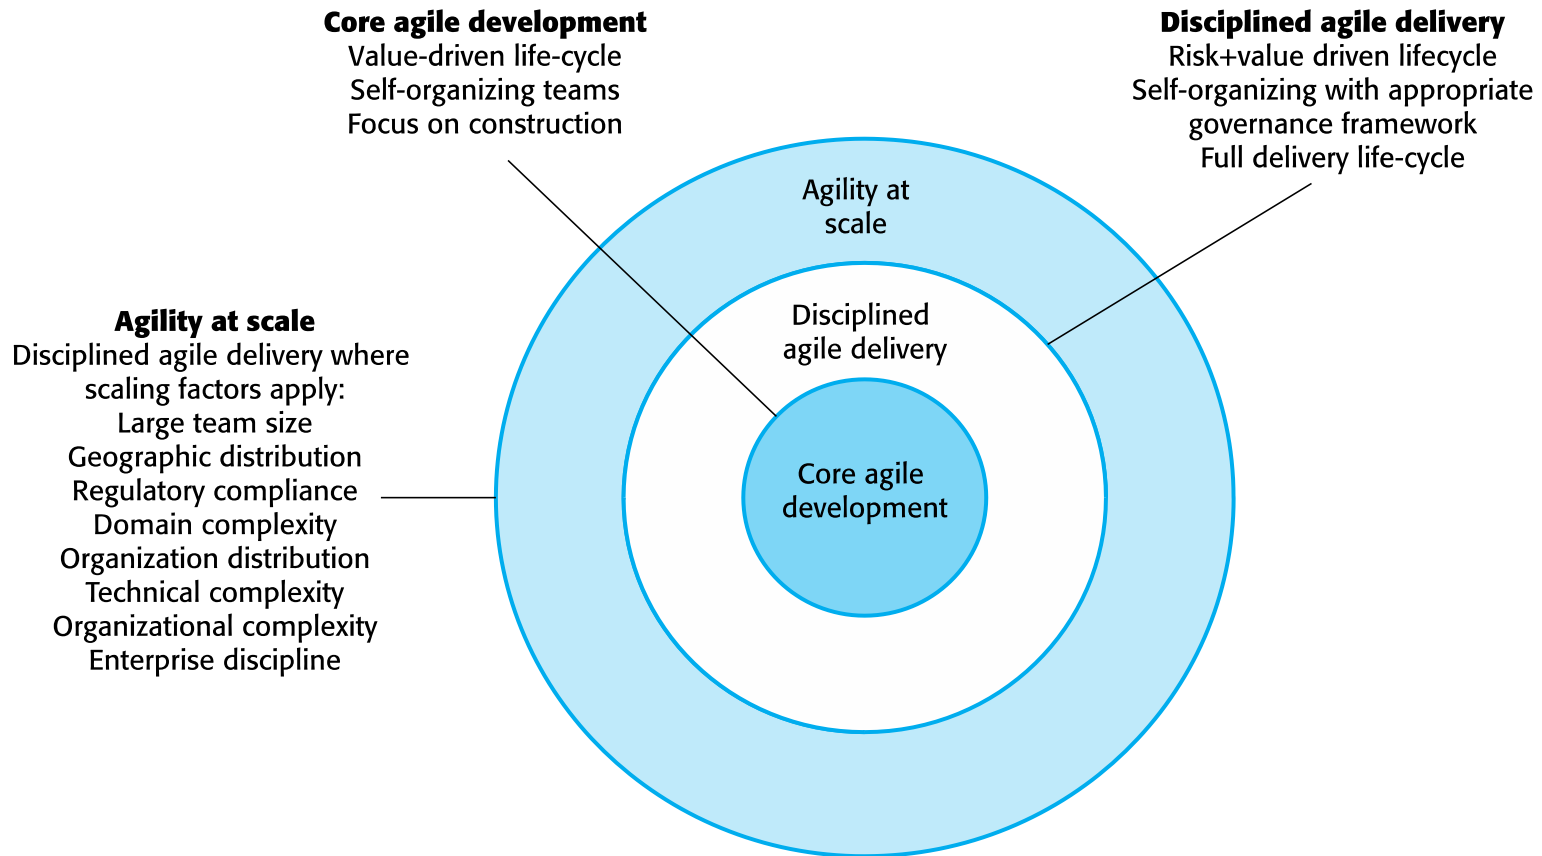 Core agile development
Value-driven life-cycle
Self-organizing teams
Focus on construction
Disciplined agile delivery
Risk+value driven lifecycle
Self-organizing with appropriate
governance framework
Full delivery life-cycle
Agility at scale
Disciplined agile delivery where
scaling factors apply:
Large team size
Geographic distribution
Regulatory compliance
Domain complexity
Organization distribution
Technical complexity
Organizational complexity
Enterprise discipline
Agility at
scale
Disciplined
agile delivery
Core agile
development